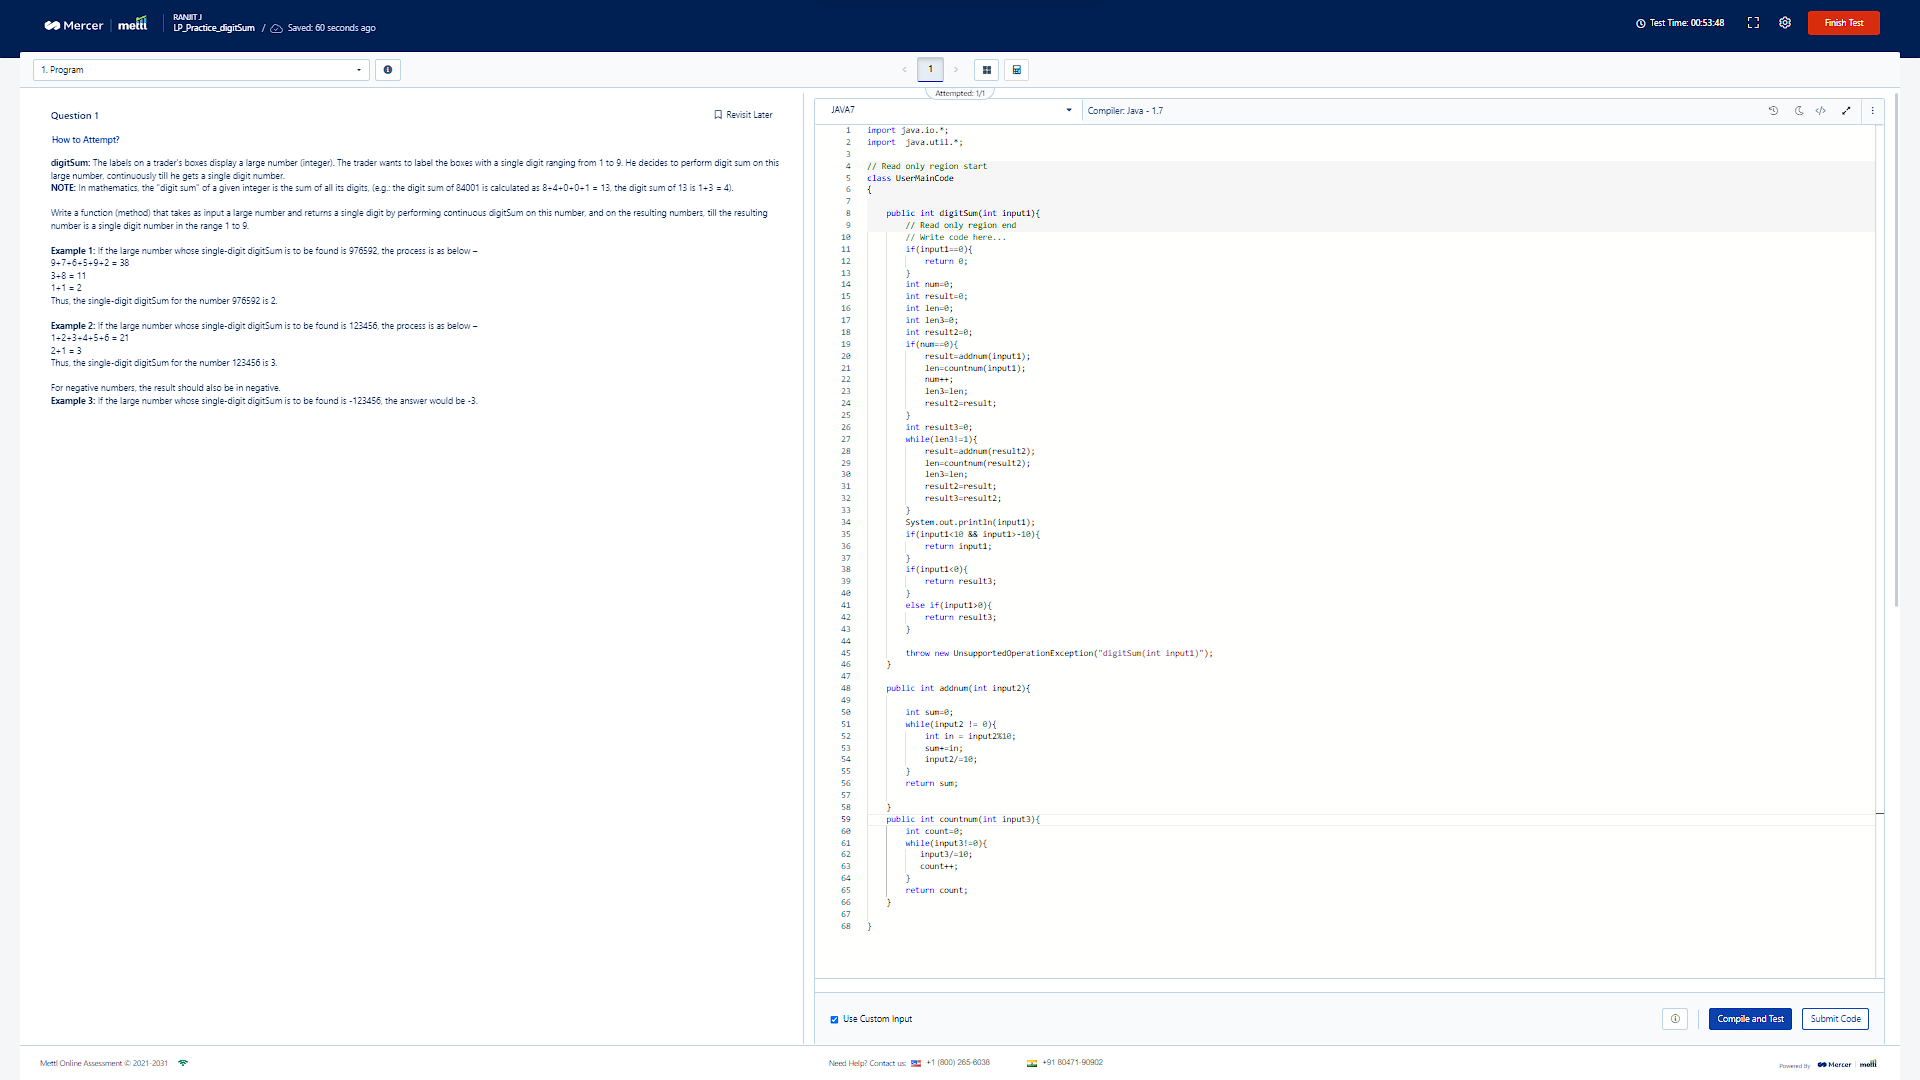 Mercer | mettl
RANJIT J
LP_Practice_digitSum / Saved: 60 seconds ago
Test Time: 00:53:48
Finish Test
1. Program
< 1 >
Attempted: 1/1
Question 1
Revisit Later
How to Attempt?
digitSum: The labels on a trader's boxes display a large number (integer). The trader wants to label the boxes with a single digit ranging from 1 to 9. He decides to perform digit sum on this
large number, continuously till he gets a single digit number.
NOTE: In mathematics, the "digit sum" of a given integer is the sum of all its digits, (e.g.: the digit sum of 84001 is calculated as 8+4+0+0+1 = 13, the digit sum of 13 is 1+3 = 4).
Write a function (method) that takes as input a large number and returns a single digit by performing continuous digitSum on this number, and on the resulting numbers, till the resulting
number is a single digit number in the range 1 to 9.
Example 1: If the large number whose single-digit digitSum is to be found is 976592, the process is as below –
9+7+6+5+9+2 = 38
3+8 = 11
1+1 = 2
Thus, the single-digit digitSum for the number 976592 is 2.
Example 2: If the large number whose single-digit digitSum is to be found is 123456, the process is as below –
1+2+3+4+5+6 = 21
2+1 = 3
Thus, the single-digit digitSum for the number 123456 is 3.
For negative numbers, the result should also be in negative.
Example 3: If the large number whose single-digit digitSum is to be found is -123456, the answer would be -3.
JAVA7
Compiler: Java - 1.7
1 import java.io.*;
2 import  java.util.*;
3
4 // Read only region start
5 class UserMainCode
6 {
7
8     public int digitSum(int input1){
9         // Read only region end
10         // Write code here...
11         if(input1==0){
12             return 0;
13         }
14         int num=0;
15         int result=0;
16         int len=0;
17         int len3=0;
18         int result2=0;
19         if(num==0){
20             result=addnum(input1);
21             len=countnum(input1);
22             num++;
23             len3=len;
24             result2=result;
25         }
26         int result3=0;
27         while(len3!=1){
28             result=addnum(result2);
29             len=countnum(result2);
30             len3=len;
31             result2=result;
32             result3=result2;
33         }
34         System.out.println(input1);
35         if(input1<10 && input1>-10){
36             return input1;
37         }
38         if(input1<0){
39             return result3;
40         }
41         else if(input1>0){
42             return result3;
43         }
44
45         throw new UnsupportedOperationException("digitSum(int input1)");
46     }
47
48     public int addnum(int input2){
49
50         int sum=0;
51         while(input2 != 0){
52             int in = input2%10;
53             sum+=in;
54             input2/=10;
55         }
56         return sum;
57
58     }
59     public int countnum(int input3){
60         int count=0;
61         while(input3!=0){
62            input3/=10;
63            count++;
64         }
65         return count;
66     }
67
68 }
Use Custom Input
Compile and Test
Submit Code
Mettl Online Assessment © 2021-2031
Need Help? Contact us: +1 (800) 265-6038
+91 80471-90902
Powered By Mercer | mettl